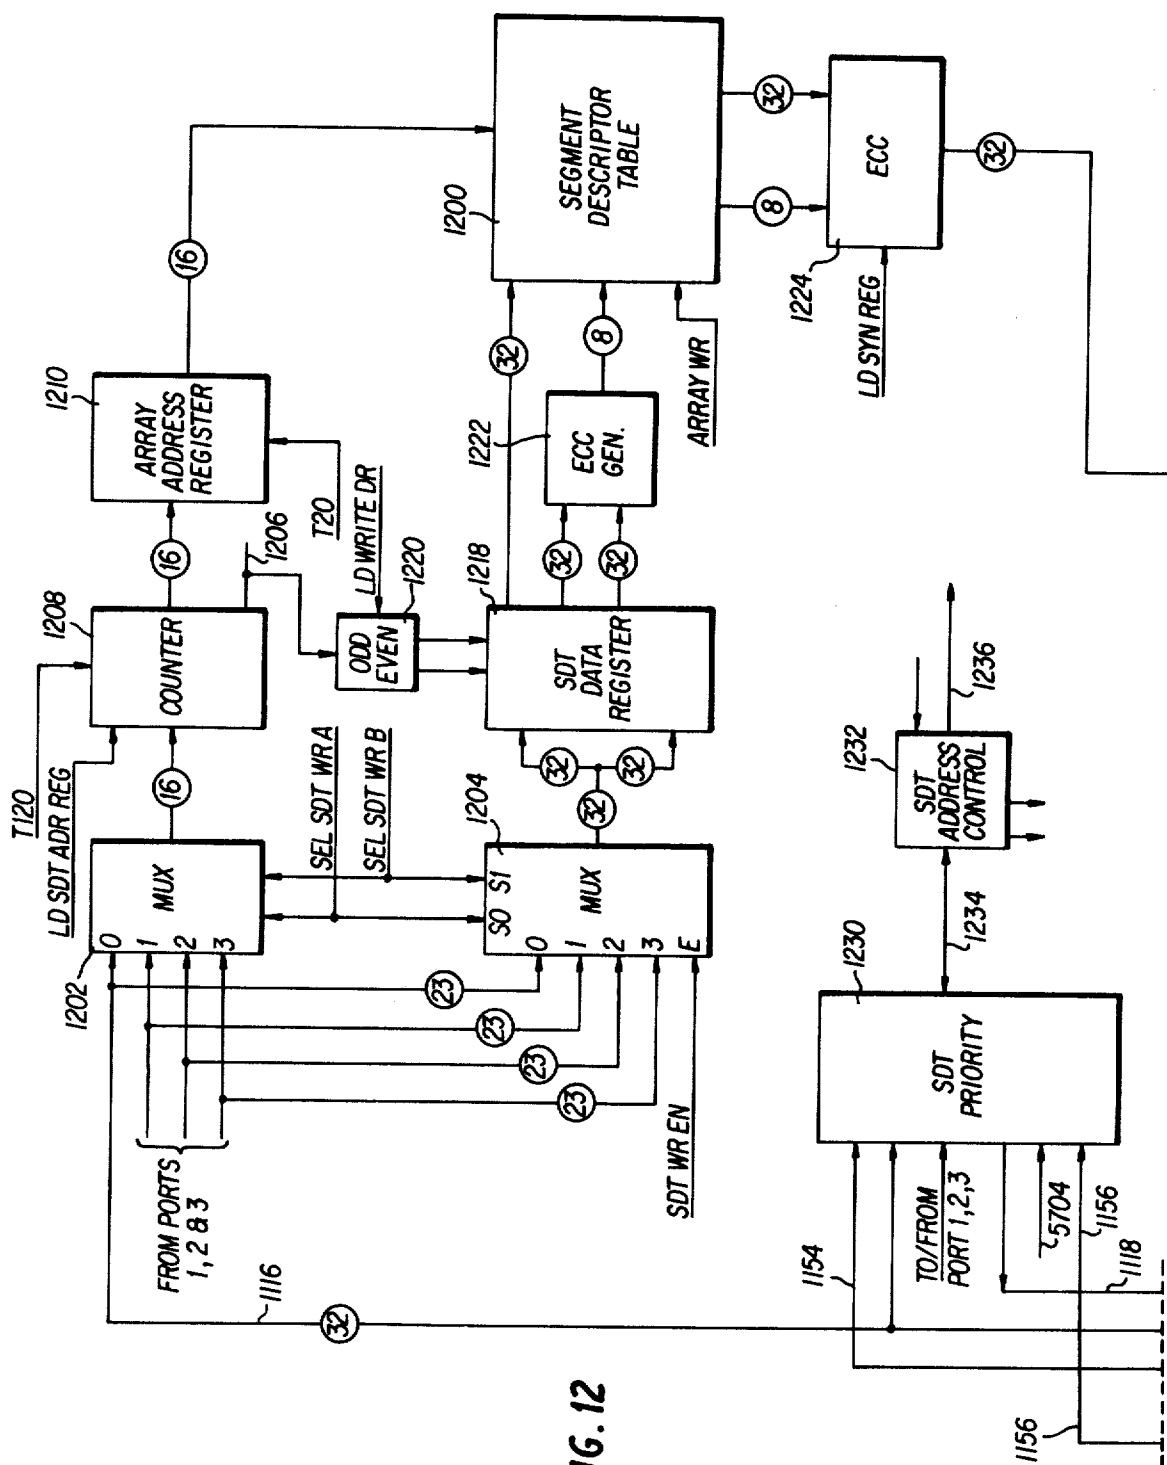 1202
0
1
2
3
MUX
T120
LD SDT ADR REG
16
1208
COUNTER
16
1206
1210
ARRAY
ADDRESS
REGISTER
T20
16
1200
SEGMENT
DESCRIPTOR
TABLE
32
8
ECC
1224
LD SYN REG
32
FROM PORTS
1, 2 & 3
1116
32
23
23
23
23
SEL SDT WR A
SEL SDT WR B
1204
S0
S1
0
1
2
3
E
MUX
SDT WR EN
32
32
32
ODD
EVEN
LD WRITE DR
1220
1218
SDT
DATA
REGISTER
32
32
32
1222
ECC
GEN.
8
ARRAY WR
IG. 12
1154
TO/FROM
PORT 1, 2, 3
5704
1156
1118
1156
1230
SDT
PRIORITY
1234
1232
SDT
ADDRESS
CONTROL
1236